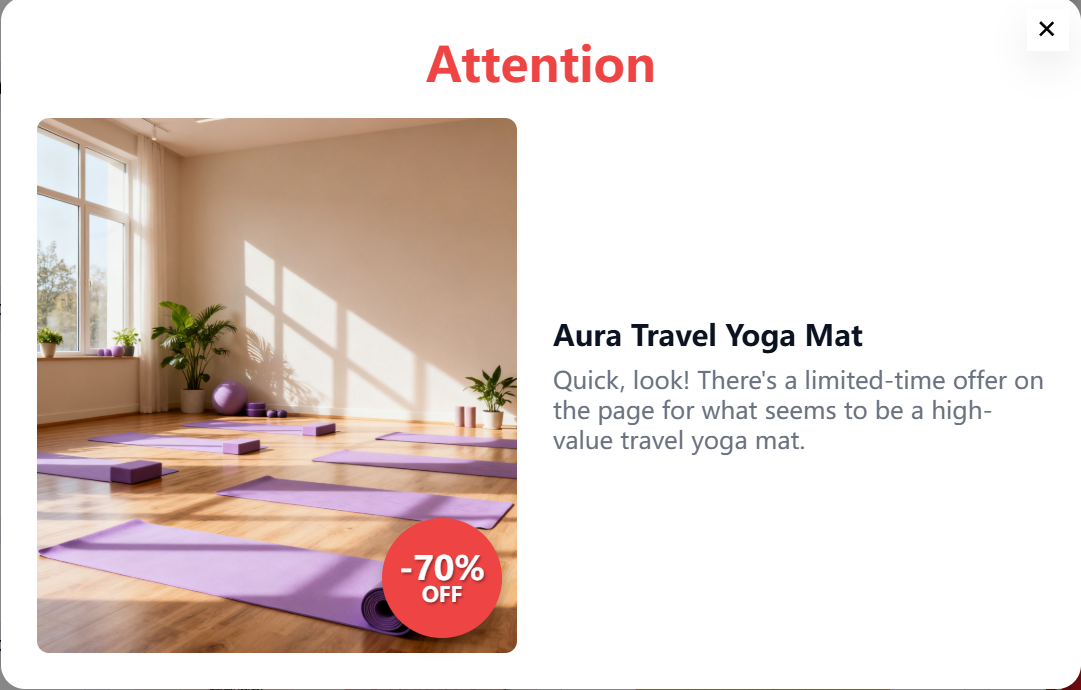 Attention
Aura Travel Yoga Mat
Quick, look! There's a limited-time offer on
the page for what seems to be a high-
value travel yoga mat.
-70%
OFF